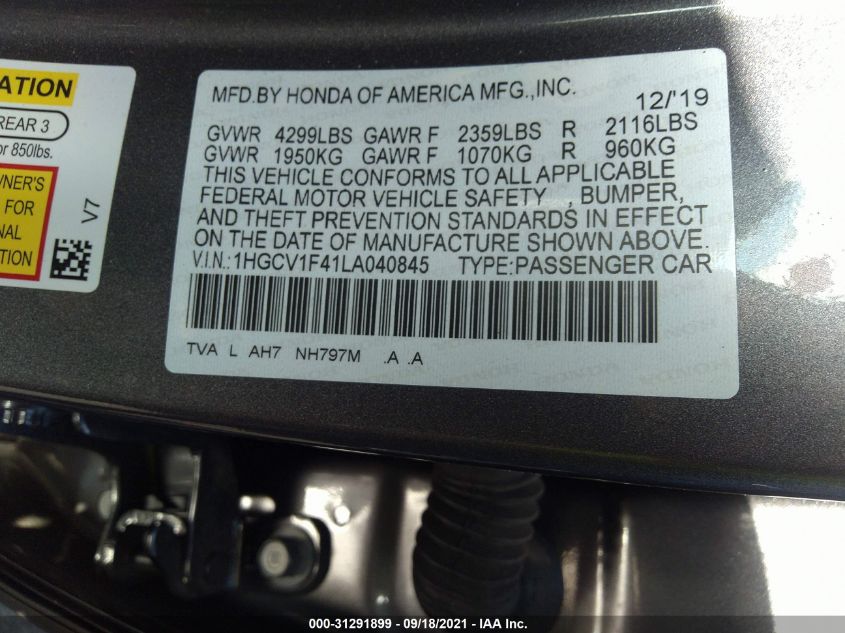 ATION
REAR 3
or 850lbs.
WNER'S
FOR
NAL
TION
V7
MFD.BY HONDA OF AMERICA MFG.,INC.
12/'19
GVWR 4299LBS GAWR F 2359LBS R 2116LBS
GVWR 1950KG GAWR F 1070KG R 960KG
THIS VEHICLE CONFORMS TO ALL APPLICABLE
FEDERAL MOTOR VEHICLE SAFETY , BUMPER,
AND THEFT PREVENTION STANDARDS IN EFFECT
ON THE DATE OF MANUFACTURE SHOWN ABOVE.
V.I.N.:1HGCV1F41LA040845 TYPE:PASSENGER CAR
TVA L AH7 NH797M .A .A
000-31291899 - 09/18/2021 - IAA Inc.